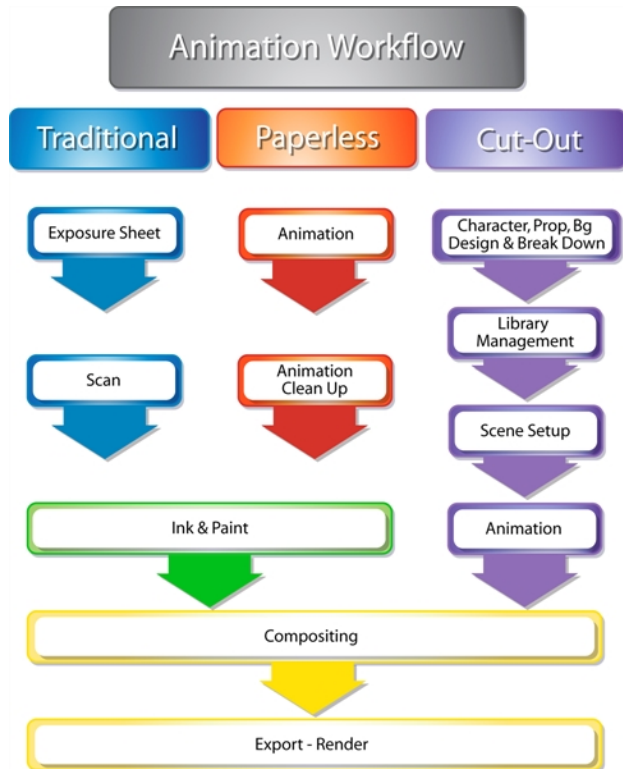 Animation Workflow
Traditional
Paperless
Cut-Out
Exposure Sheet
Animation
Character, Prop, Bg
Design & Break Down
Library
Management
Scan
Animation
Clean Up
Scene Setup
Ink & Paint
Animation
Compositing
Export - Render